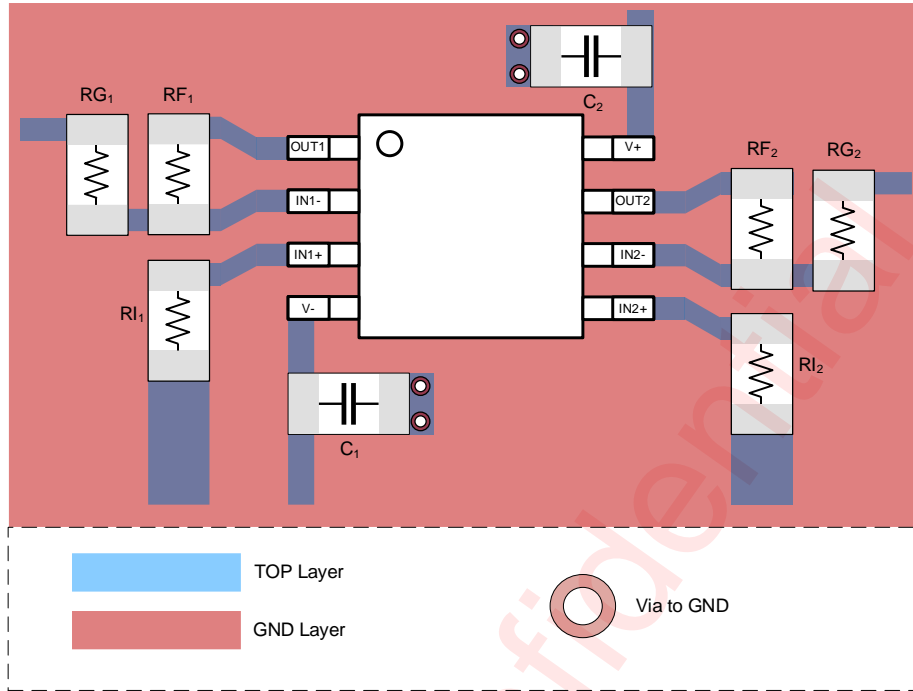 C₂
RG₁ RF₁
OUT1 V+
RF₂ RG₂
IN1- OUT2
IN1+ IN2-
RI₁ V- IN2+
RI₂
C₁
TOP Layer
Via to GND
GND Layer
fidential